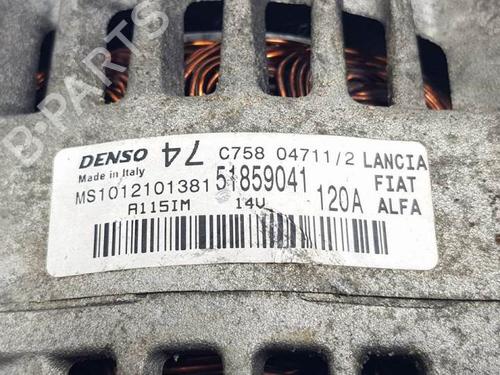 DENSO 74 C758 04711/2 LANCIA
Made in Italy
MS1012101381 51859041 120A FIAT
A115IM 14V ALFA
B-PARTS